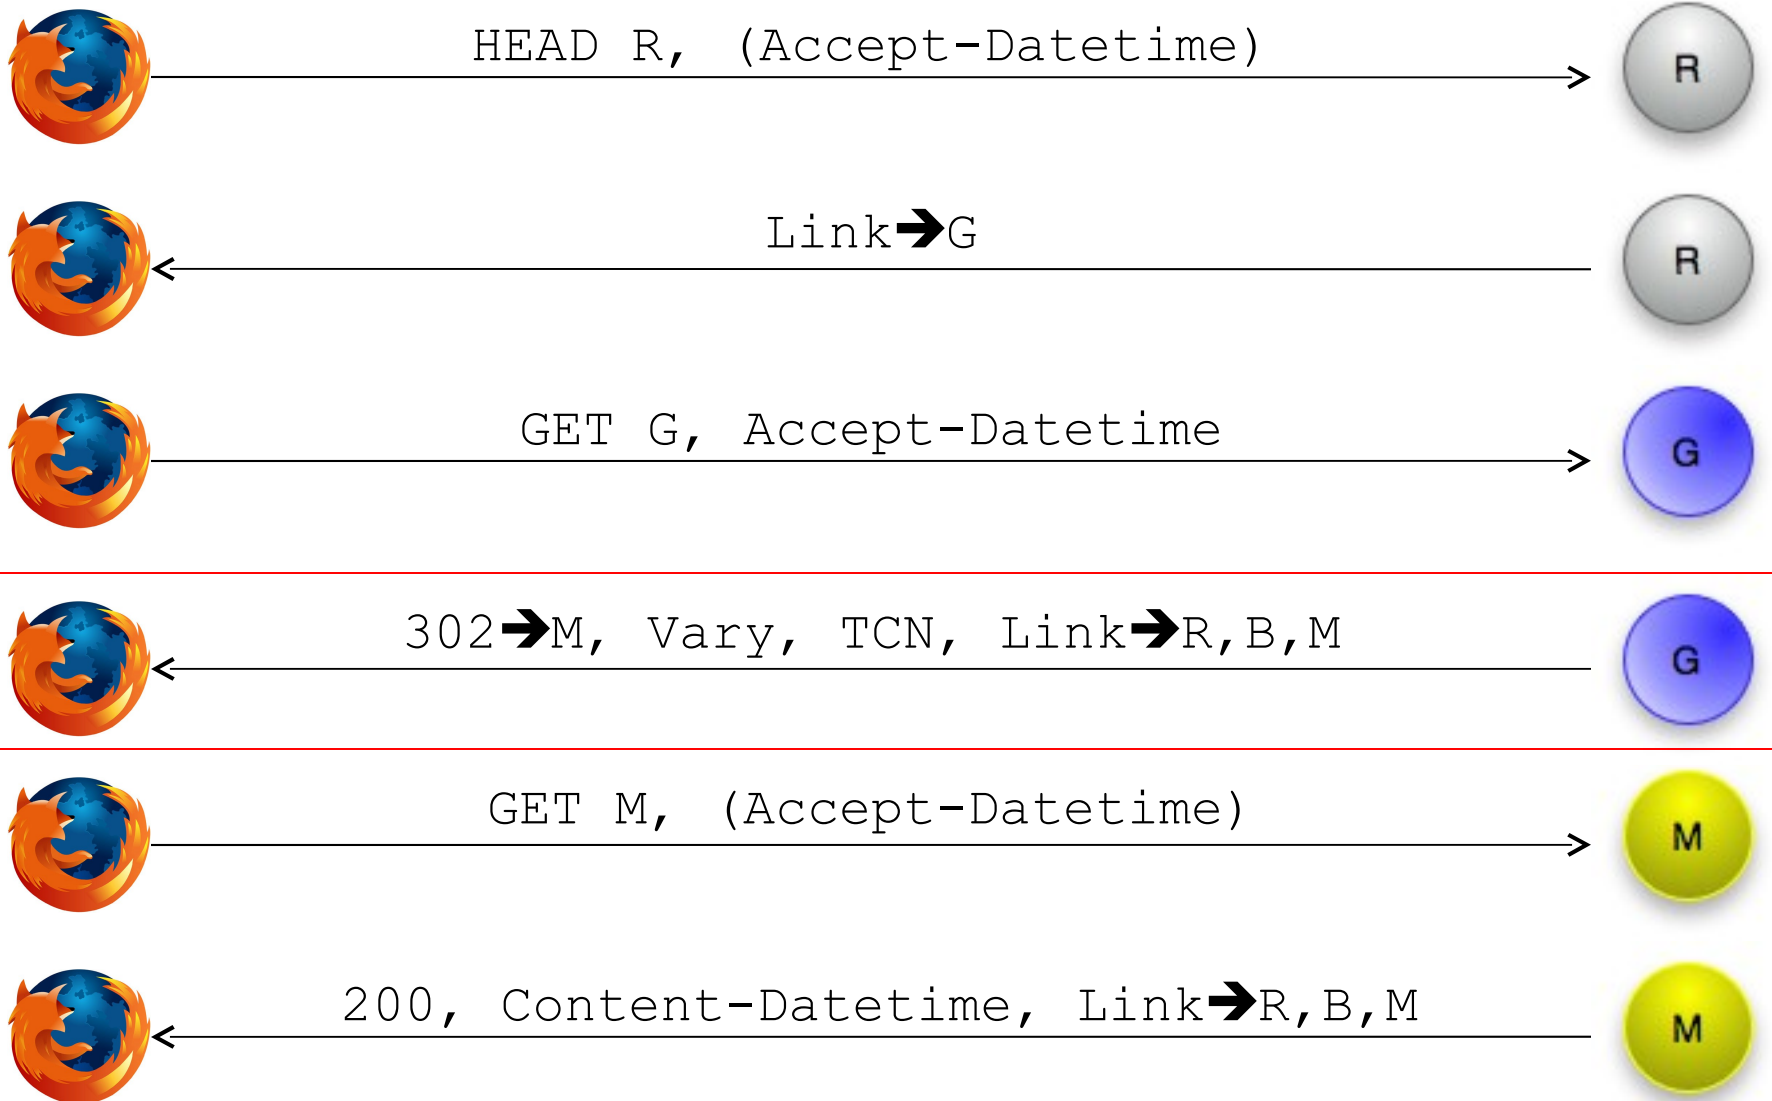 HEAD R, (Accept-Datetime)
R
Link➔G
R
GET G, Accept-Datetime
G
302➔M, Vary, TCN, Link➔R,B,M
G
GET M, (Accept-Datetime)
M
200, Content-Datetime, Link➔R,B,M
M